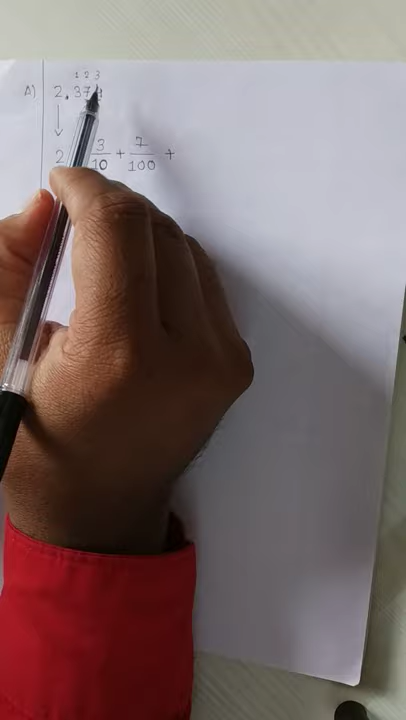 1 2 3
A) 2.37
↓
2 3/10 + 7/100 +